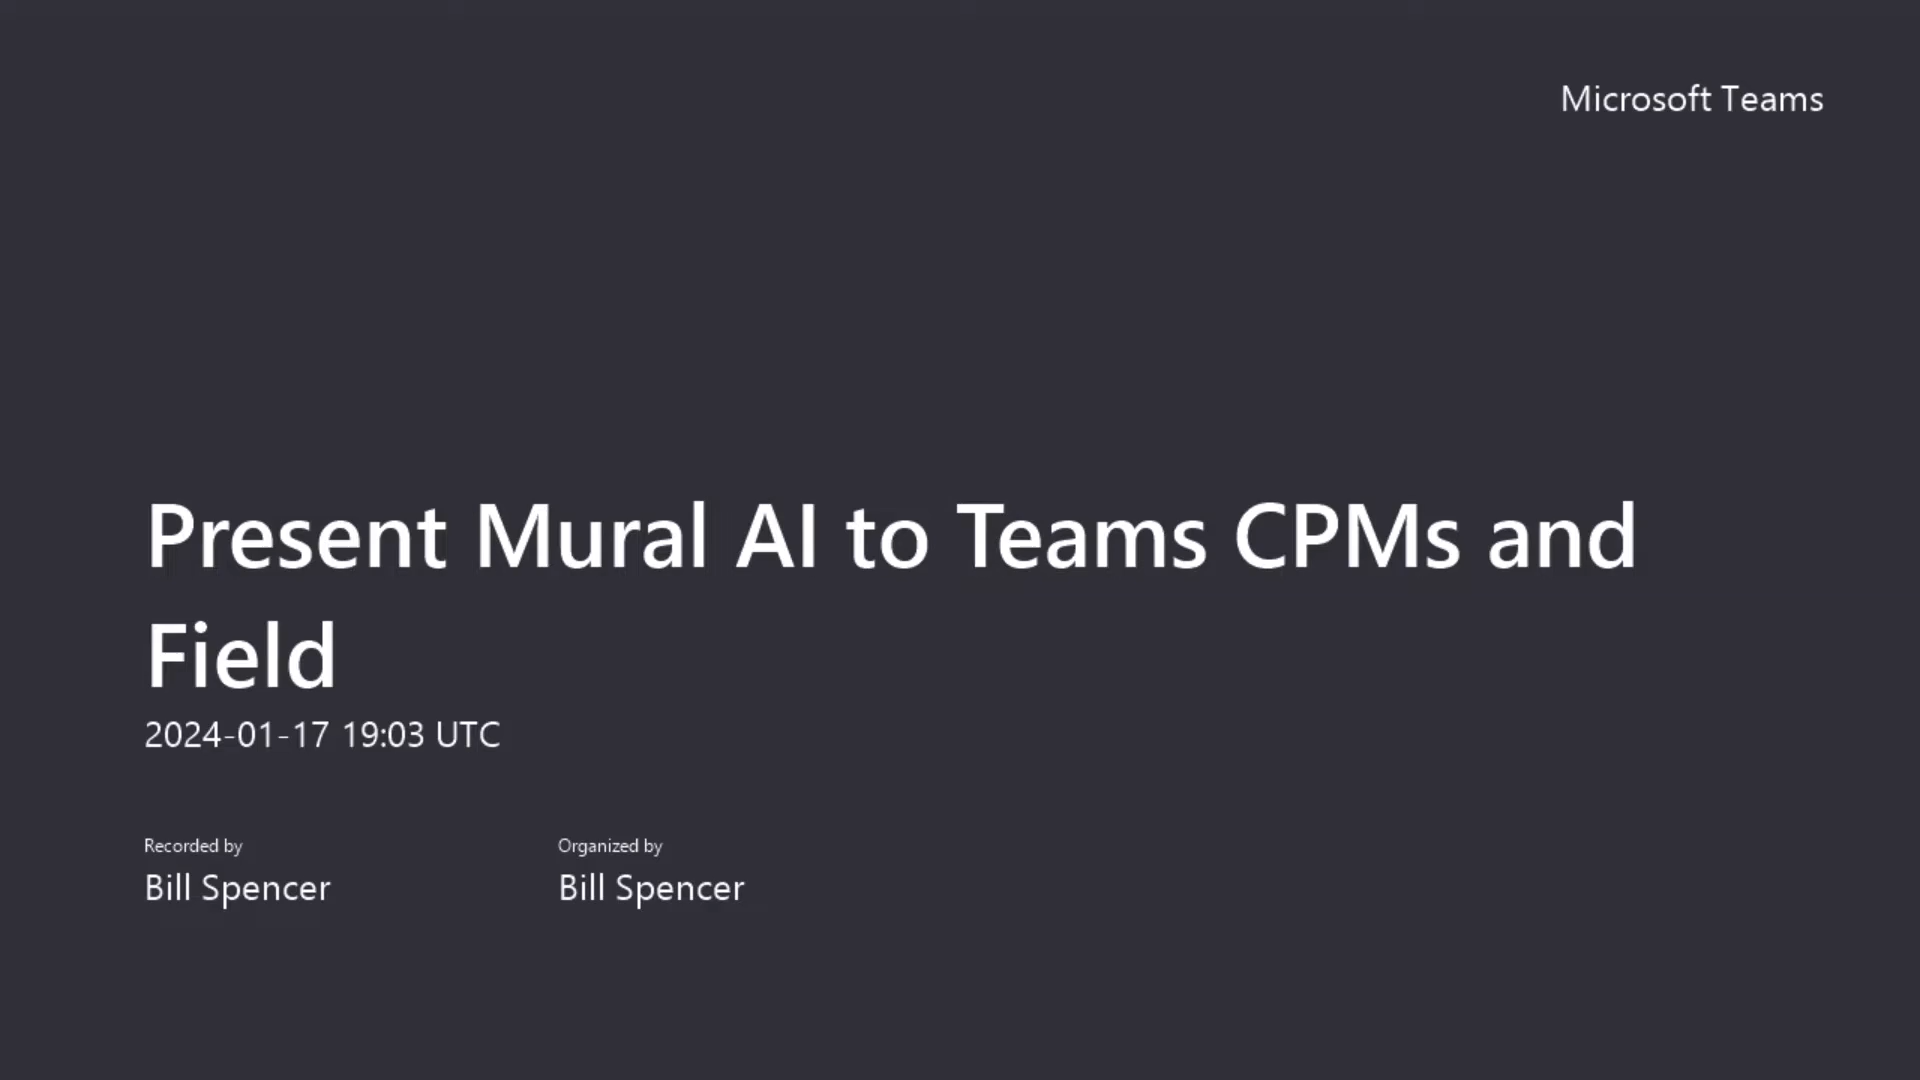 Microsoft Teams
Present Mural AI to Teams CPMs and
Field
2024-01-17 19:03 UTC
Recorded by
Bill Spencer
Organized by
Bill Spencer